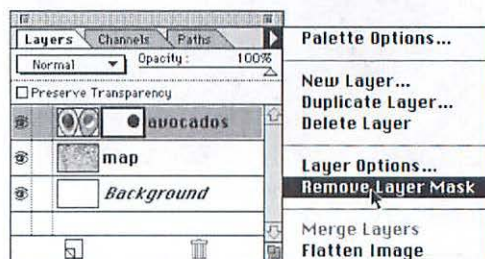 Layers Channels Paths
Normal Opacity: 100%
Preserve Transparency
avocados
map
Background
Palette Options...
New Layer...
Duplicate Layer...
Delete Layer
Layer Options...
Remove Layer Mask
Merge Layers
Flatten Image